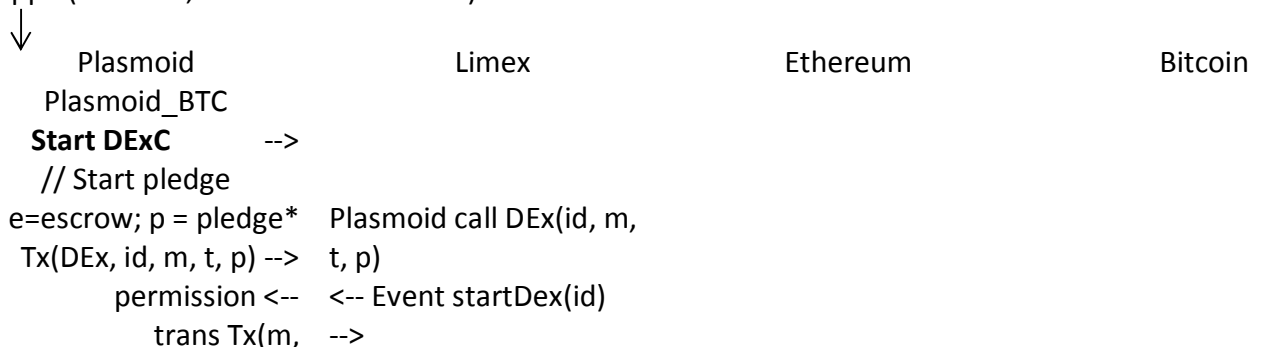 Plasmoid Limex Ethereum Bitcoin
Plasmoid_BTC
Start DExC -->
// Start pledge
e=escrow; p = pledge* Plasmoid call DEx(id, m,
Tx(DEx, id, m, t, p) --> t, p)
permission <-- <-- Event startDex(id)
trans Tx(m, -->